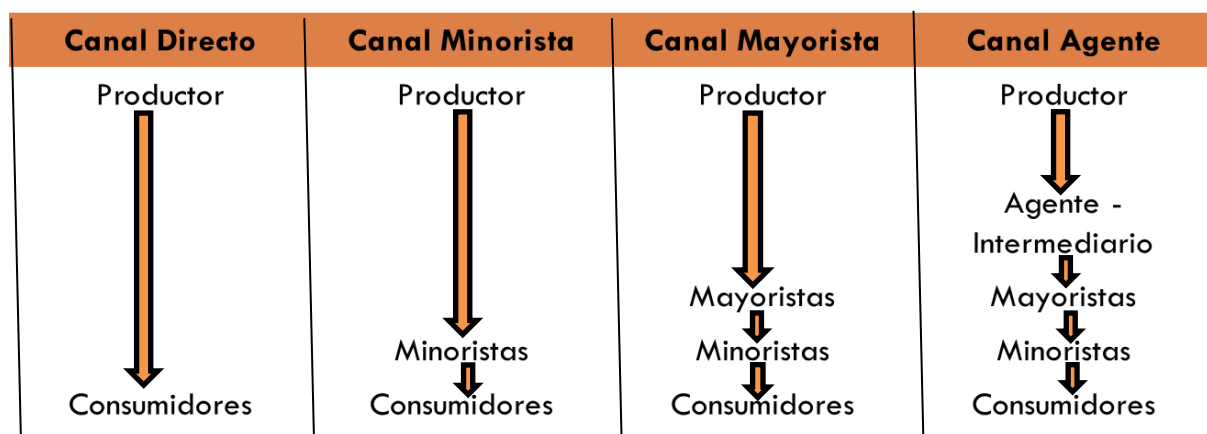 Canal Directo
Productor
Consumidores
Canal Minorista
Productor
Minoristas
Consumidores
Canal Mayorista
Productor
Mayoristas
Minoristas
Consumidores
Canal Agente
Productor
Agente -
Intermediario
Mayoristas
Minoristas
Consumidores